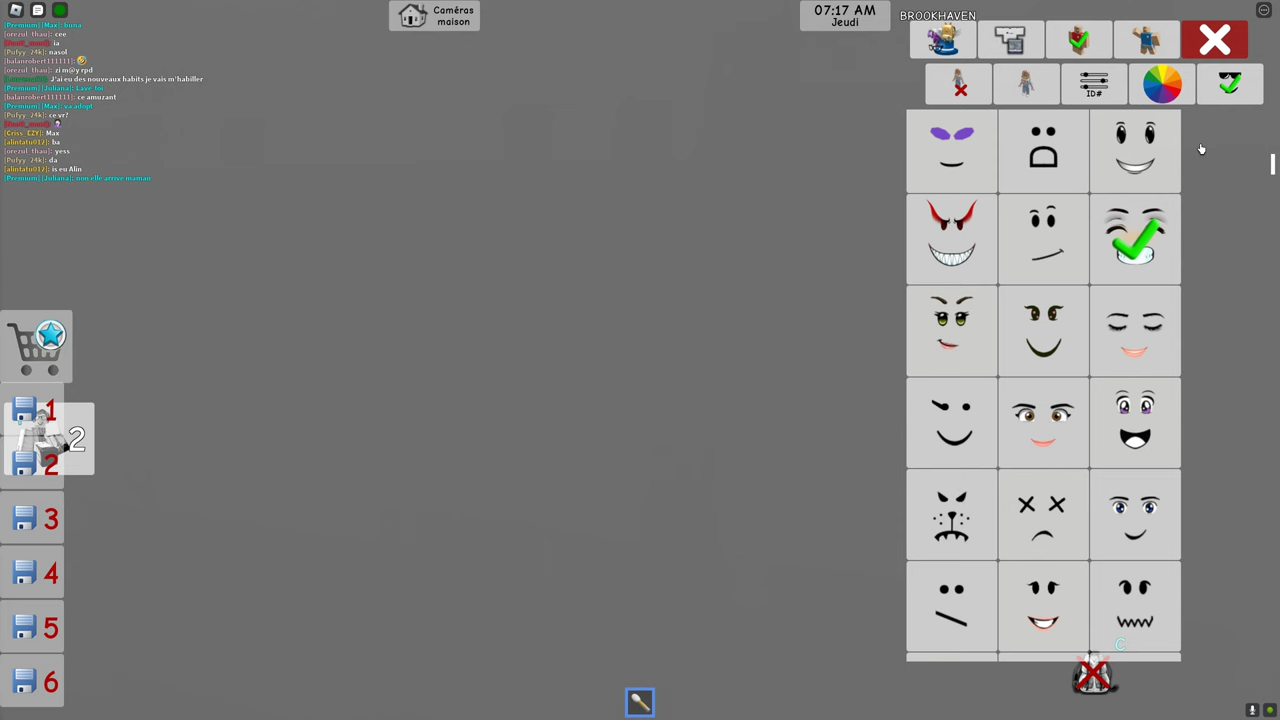 [Premium][Max]: buna
[orezul_thau]: cee
ia
[Pufyy_24k]: nasol
[balanrobert111111]:
[orezul_thau]: zi m@y rpd
J'ai eu des nouveaux habits je vais m'habiller
[Premium][Juliana]: Lave toi
[balanrobert111111]: ce amuzant
[Premium][Max]: va adopt
[Pufyy_24k]: ce vr?
[Criss_EZY]: Max
[alintatu012]: ba
[orezul_thau]: yess
[Pufyy_24k]: da
[alintatu012]: is eu Alin
[Premium][Juliana]: non elle arrive maman
Caméras
maison
07:17 AM
Jeudi
BROOKHAVEN
ID#
1
2
2
3
4
5
6
C